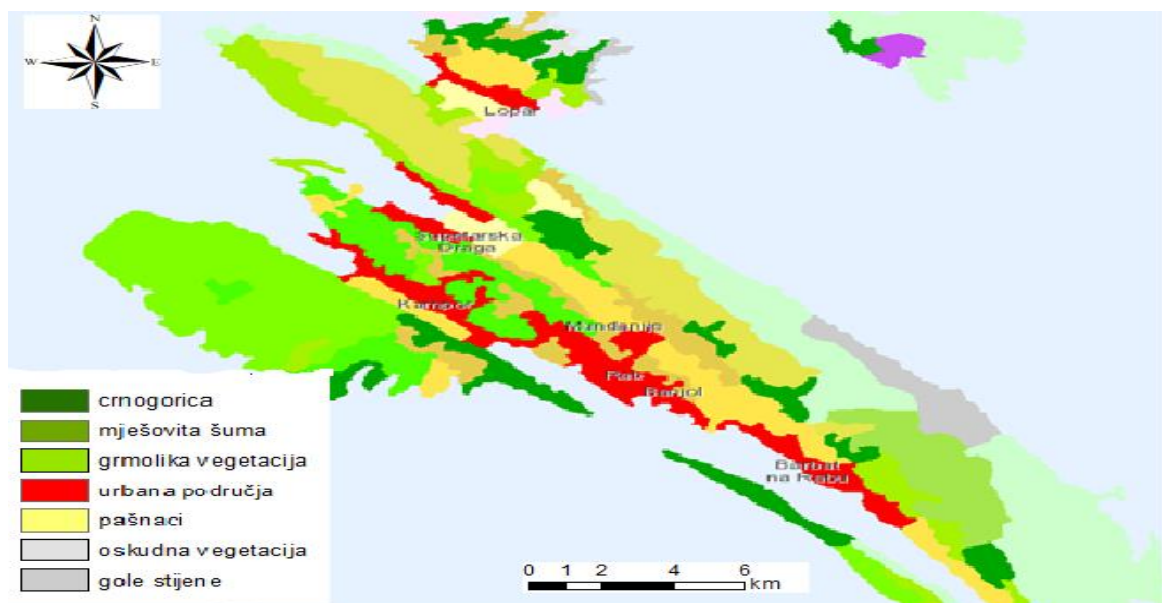 N
W
E
S
Lopar
Supetarska
Draga
Kampor
Mundanije
Rab
Banjol
Barbat
na Rabu
crnogorica
mješovita šuma
grmolika vegetacija
urbana područja
pašnaci
oskudna vegetacija
gole stijene
0 1 2 4 6
km